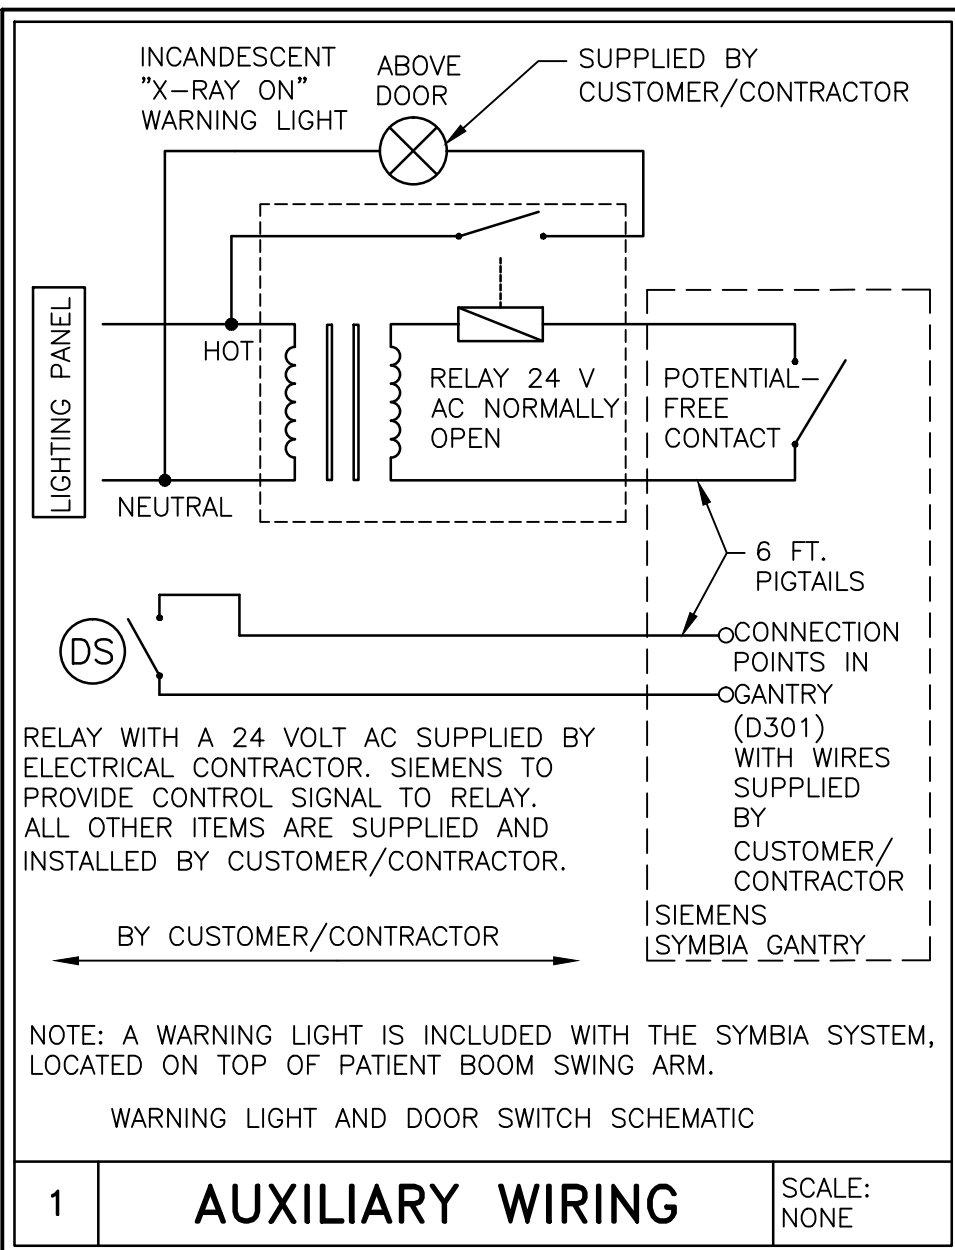 INCANDESCENT
"X-RAY ON"
WARNING LIGHT
ABOVE
DOOR
SUPPLIED BY
CUSTOMER/CONTRACTOR
LIGHTING PANEL
HOT
NEUTRAL
RELAY 24 V
AC NORMALLY
OPEN
POTENTIAL-
FREE
CONTACT
6 FT.
PIGTAILS
DS
CONNECTION
POINTS IN
GANTRY
(D301)
WITH WIRES
SUPPLIED
BY
CUSTOMER/
CONTRACTOR
SIEMENS
SYMBIA GANTRY
RELAY WITH A 24 VOLT AC SUPPLIED BY
ELECTRICAL CONTRACTOR. SIEMENS TO
PROVIDE CONTROL SIGNAL TO RELAY.
ALL OTHER ITEMS ARE SUPPLIED AND
INSTALLED BY CUSTOMER/CONTRACTOR.
BY CUSTOMER/CONTRACTOR
NOTE: A WARNING LIGHT IS INCLUDED WITH THE SYMBIA SYSTEM,
LOCATED ON TOP OF PATIENT BOOM SWING ARM.
WARNING LIGHT AND DOOR SWITCH SCHEMATIC
1
AUXILIARY WIRING
SCALE:
NONE